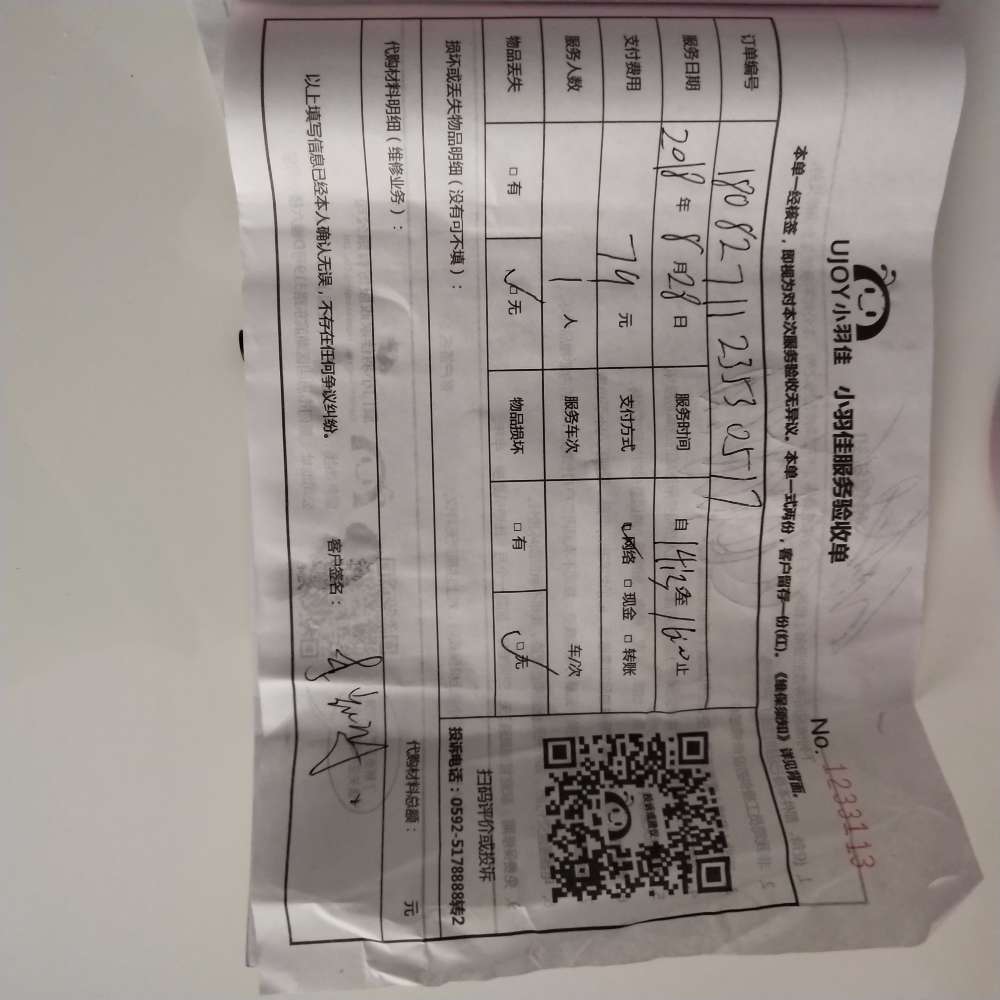 UJOY小羽佳 小羽佳服务验收单
No. 1233113
本单一经核签，即视为对本次服务验收无异议。本单一式两份，客户留存一份(红)。《维保须知》详见背面。
订单编号 1808271123530517
服务日期 2018年8月28日 服务时间 自 至 止
支付费用 74元 支付方式 网络 □ 现金 □ 转账
服务人数 1人 服务车次 车/次
物品丢失 □ 有 ☑ 无 物品损坏 □ 有 ☑ 无
损坏或丢失物品明细（没有可不填）：
投诉或建议
扫码评价或投诉
投诉电话：0592-5178888转2
代购材料明细（维修业务）： 代购材料总额： 元
以上填写信息已经本人确认无误，不存在任何争议纠纷。 客户签名：